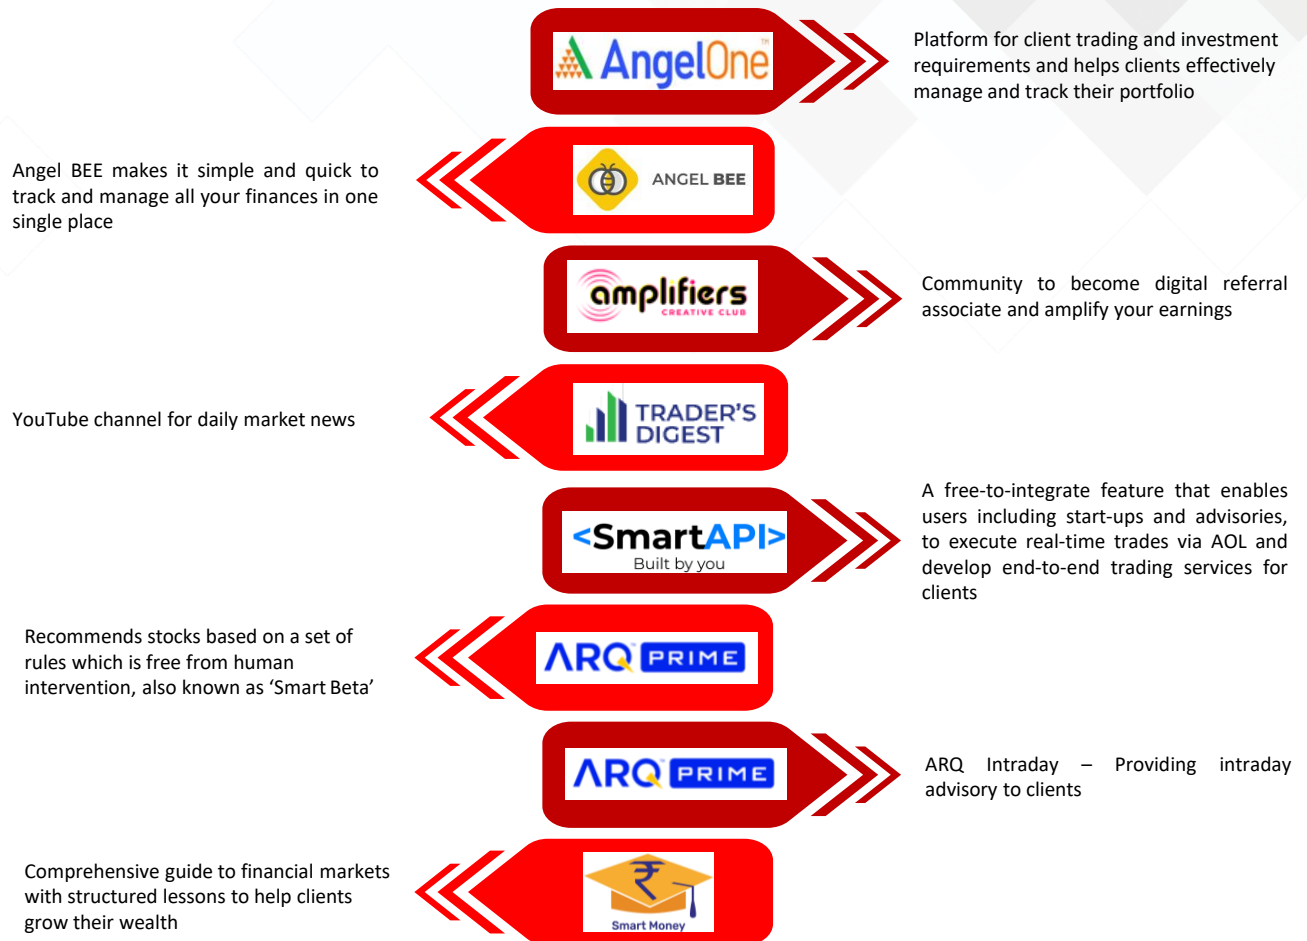 AngelOne™
Platform for client trading and investment
requirements and helps clients effectively
manage and track their portfolio
Angel BEE makes it simple and quick to
track and manage all your finances in one
single place
ANGEL BEE
amplifiers
CREATIVE CLUB
Community to become digital referral
associate and amplify your earnings
YouTube channel for daily market news
TRADER'S
DIGEST
<SmartAPI>
Built by you
A free-to-integrate feature that enables
users including start-ups and advisories,
to execute real-time trades via AOL and
develop end-to-end trading services for
clients
Recommends stocks based on a set of
rules which is free from human
intervention, also known as ‘Smart Beta’
ARQ™ PRIME
ARQ™ PRIME
ARQ Intraday – Providing intraday
advisory to clients
Comprehensive guide to financial markets
with structured lessons to help clients
grow their wealth
₹
Smart Money